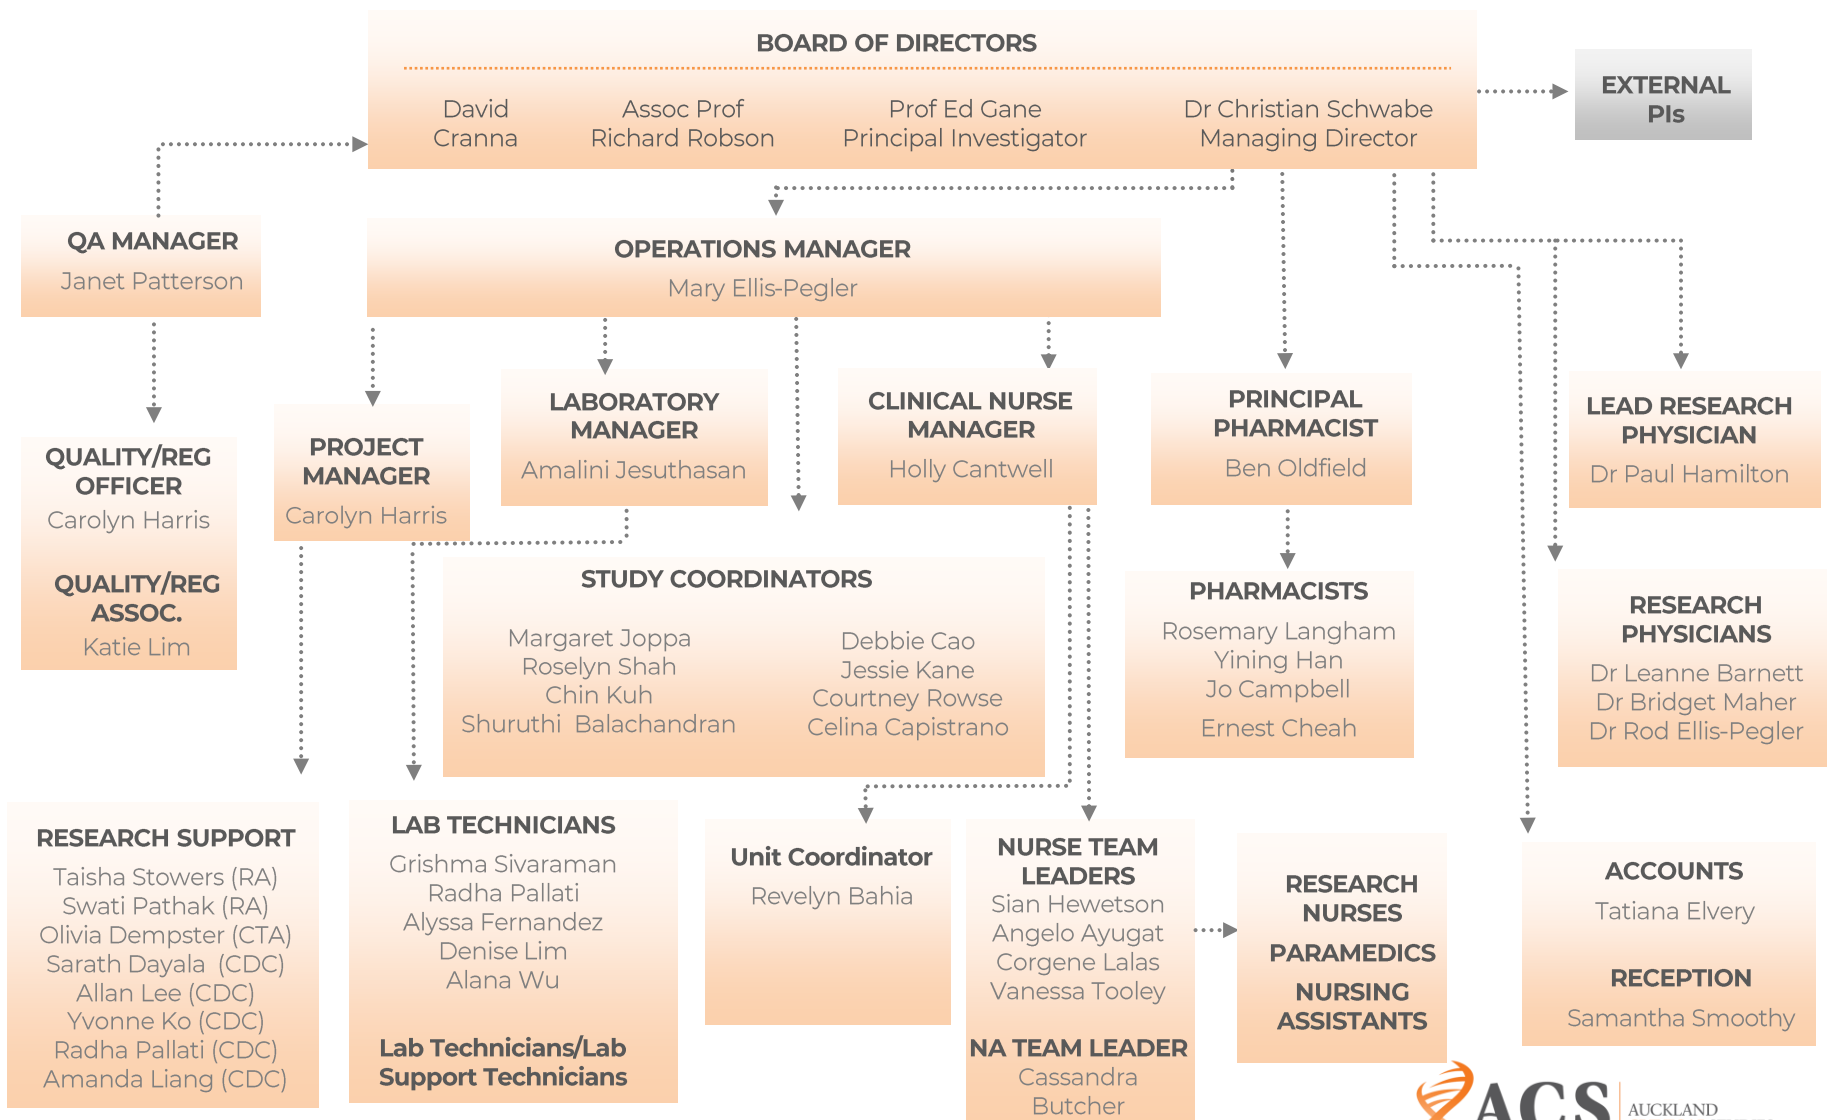 BOARD OF DIRECTORS
David
Cranna
Assoc Prof
Richard Robson
Prof Ed Gane
Principal Investigator
Dr Christian Schwabe
Managing Director
EXTERNAL
PIs
QA MANAGER
Janet Patterson
OPERATIONS MANAGER
Mary Ellis-Pegler
QUALITY/REG
OFFICER
Carolyn Harris
QUALITY/REG
ASSOC.
Katie Lim
PROJECT
MANAGER
Carolyn Harris
LABORATORY
MANAGER
Amalini Jesuthasan
CLINICAL NURSE
MANAGER
Holly Cantwell
PRINCIPAL
PHARMACIST
Ben Oldfield
LEAD RESEARCH
PHYSICIAN
Dr Paul Hamilton
STUDY COORDINATORS
Margaret Joppa
Roselyn Shah
Chin Kuh
Shuruthi  Balachandran
Debbie Cao
Jessie Kane
Courtney Rowse
Celina Capistrano
PHARMACISTS
Rosemary Langham
Yining Han
Jo Campbell
Ernest Cheah
RESEARCH
PHYSICIANS
Dr Leanne Barnett
Dr Bridget Maher
Dr Rod Ellis-Pegler
RESEARCH SUPPORT
Taisha Stowers (RA)
Swati Pathak (RA)
Olivia Dempster (CTA)
Sarath Dayala  (CDC)
Allan Lee (CDC)
Yvonne Ko (CDC)
Radha Pallati (CDC)
Amanda Liang (CDC)
LAB TECHNICIANS
Grishma Sivaraman
Radha Pallati
Alyssa Fernandez
Denise Lim
Alana Wu
Lab Technicians/Lab
Support Technicians
Unit Coordinator
Revelyn Bahia
NURSE TEAM
LEADERS
Sian Hewetson
Angelo Ayugat
Corgene Lalas
Vanessa Tooley
NA TEAM LEADER
Cassandra
Butcher
RESEARCH
NURSES
PARAMEDICS
NURSING
ASSISTANTS
ACCOUNTS
Tatiana Elvery
RECEPTION
Samantha Smoothy
ACS
AUCKLAND